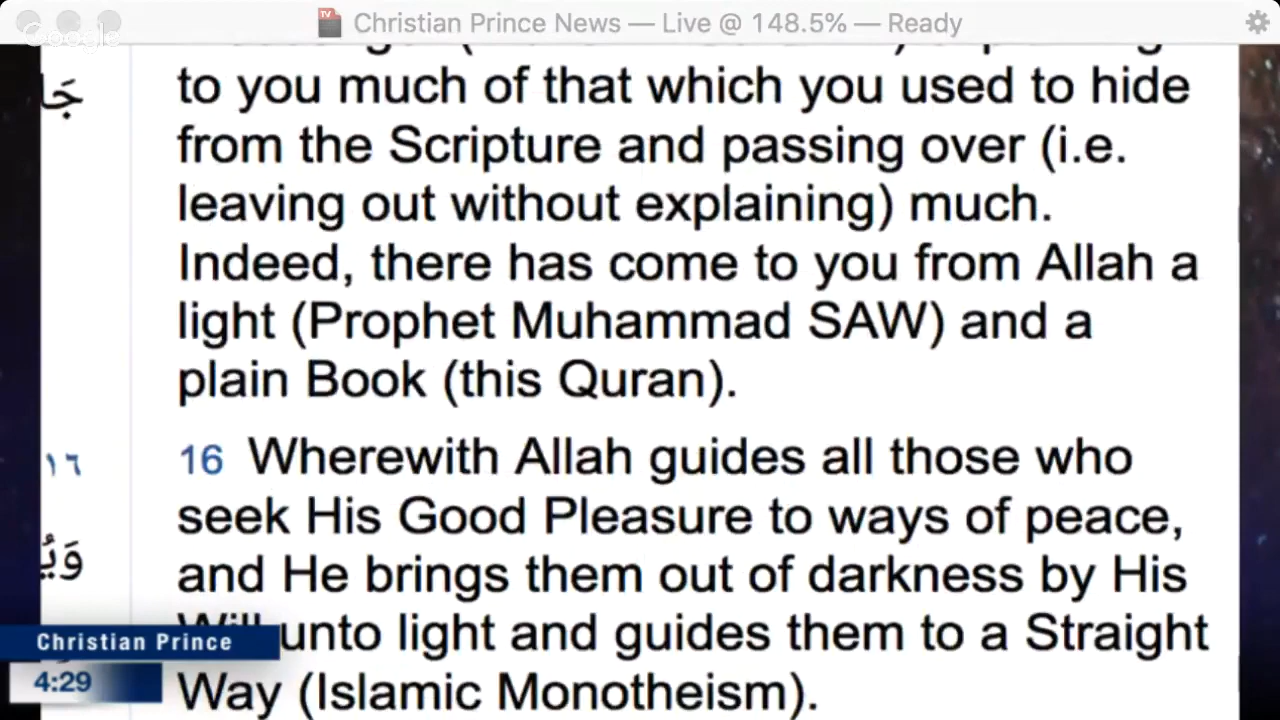 Christian Prince News — Live @ 148.5% — Ready
Google
to you much of that which you used to hide
from the Scripture and passing over (i.e.
leaving out without explaining) much.
Indeed, there has come to you from Allah a
light (Prophet Muhammad SAW) and a
plain Book (this Quran).
١٦
16 Wherewith Allah guides all those who
seek His Good Pleasure to ways of peace,
and He brings them out of darkness by His
Will unto light and guides them to a Straight
Way (Islamic Monotheism).
Christian Prince
4:29